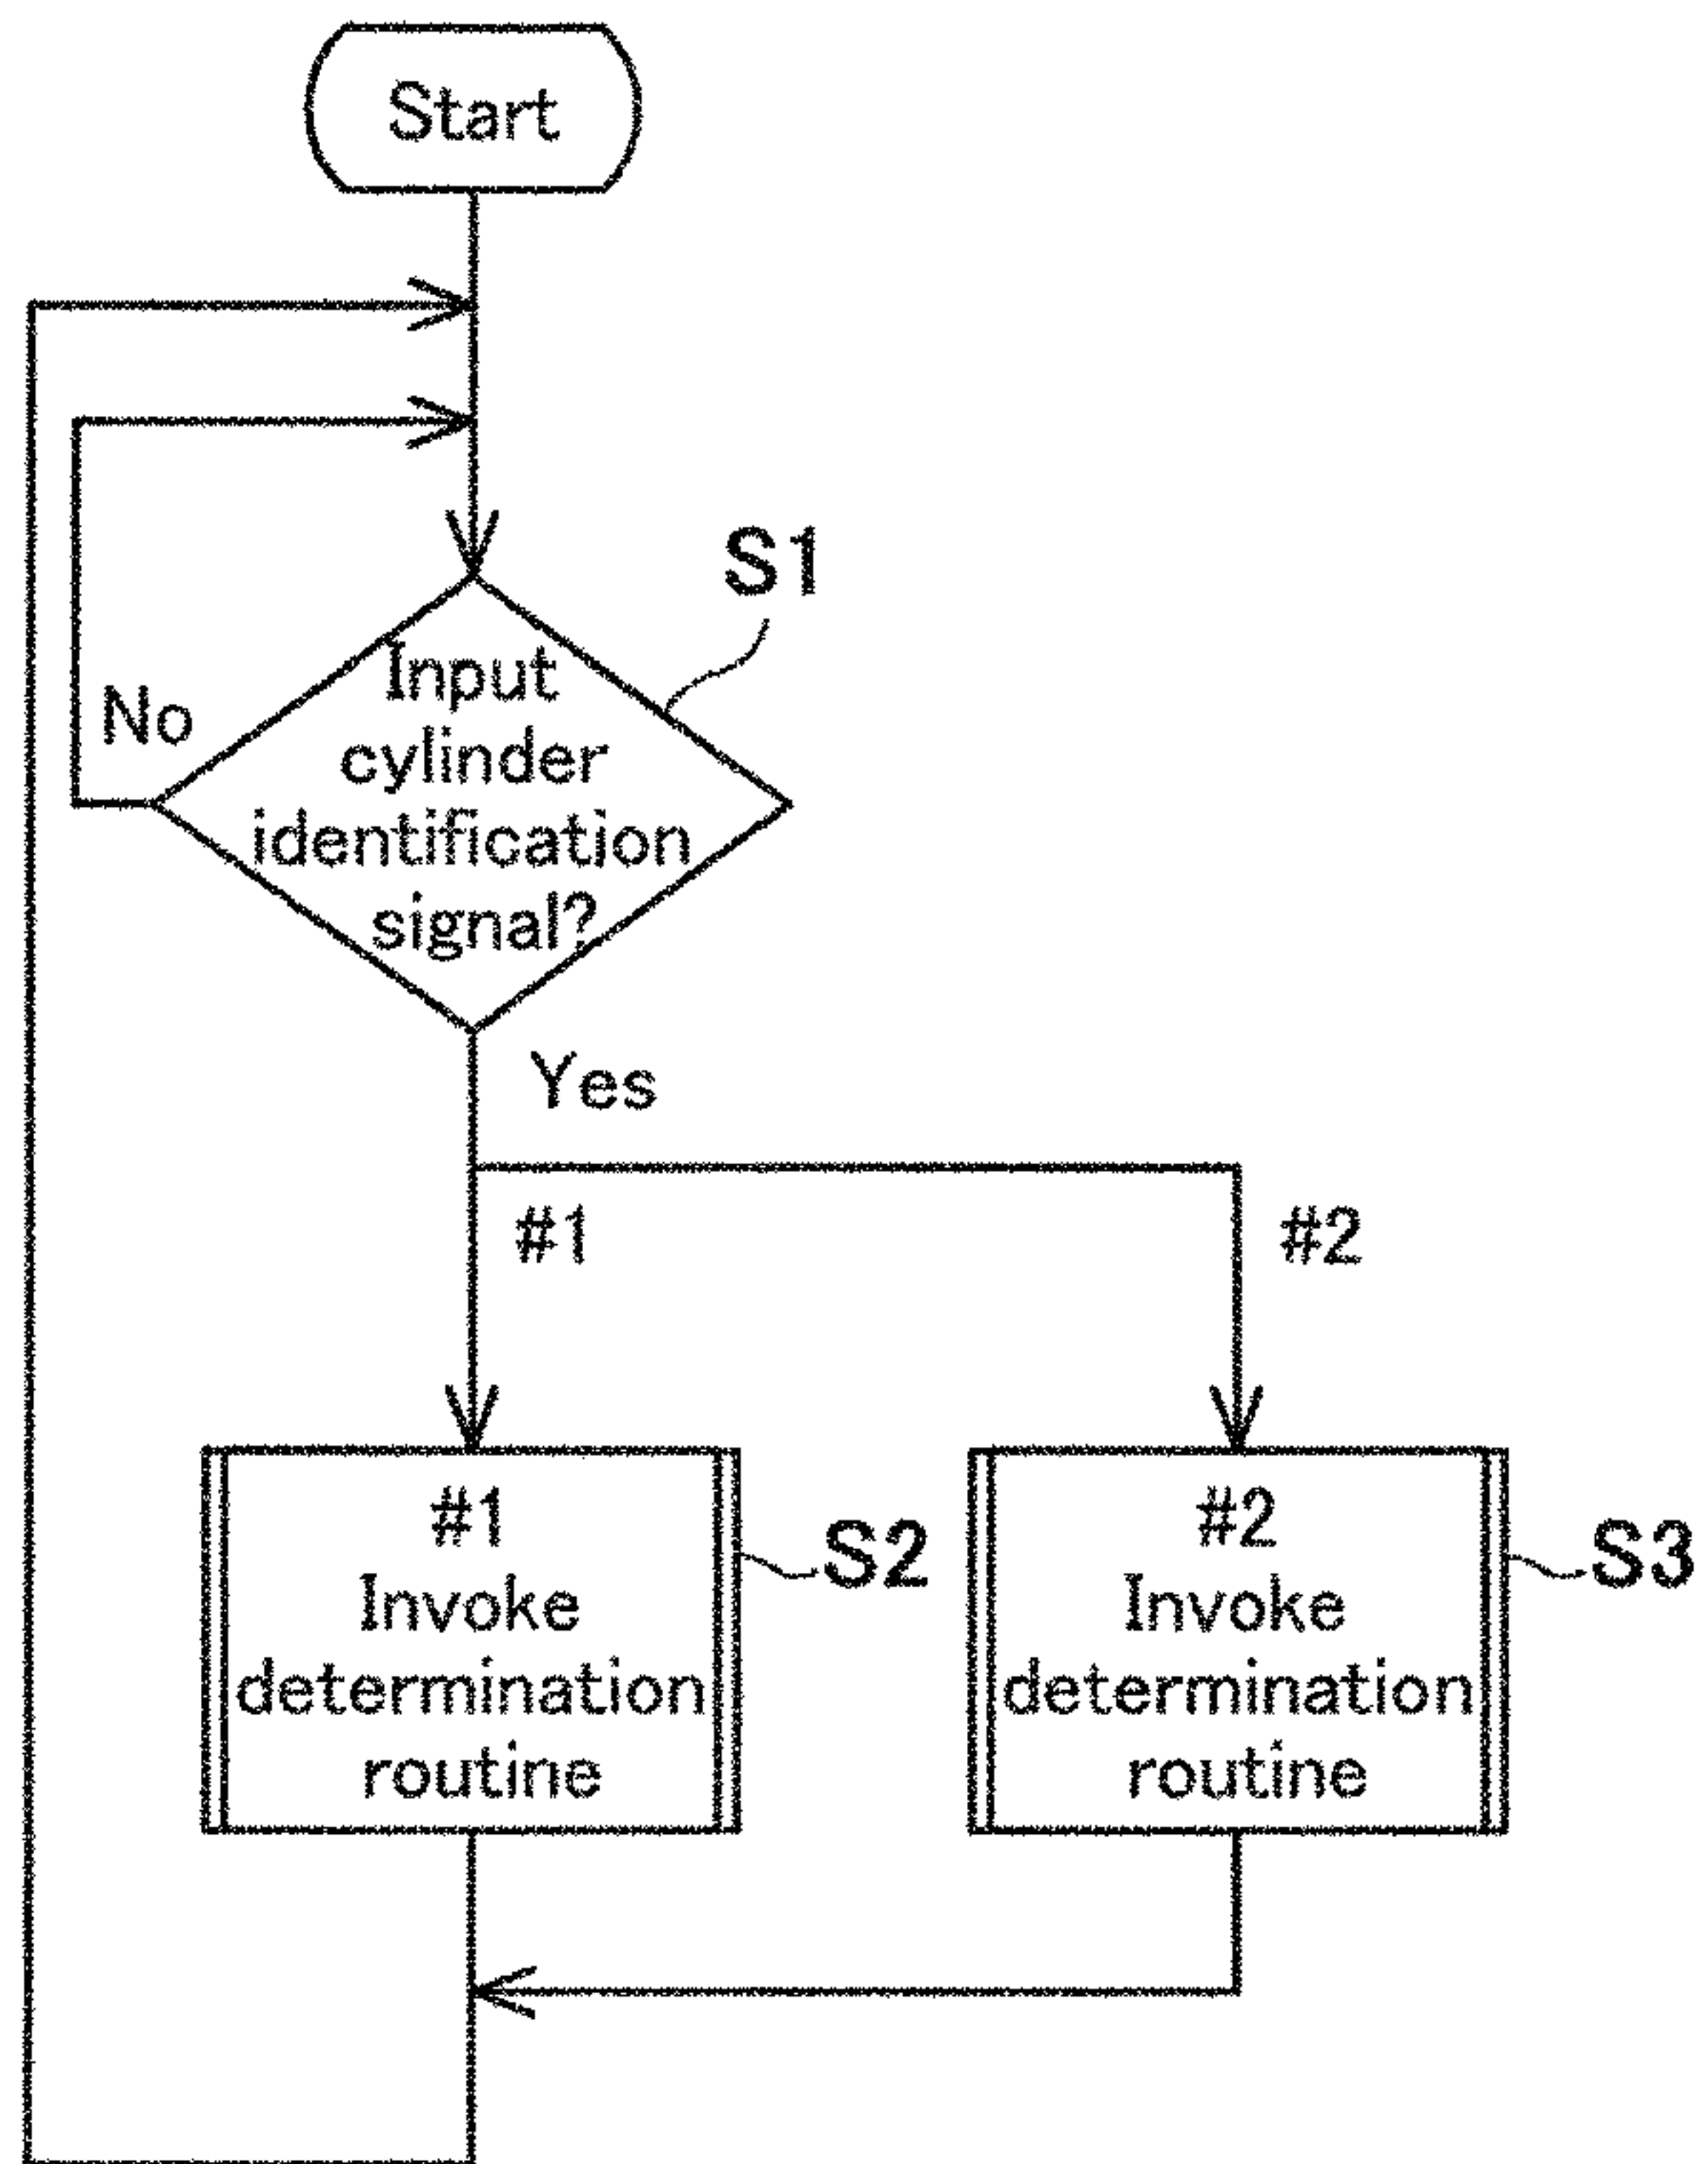 Start
S1
Input
cylinder
identification
signal?
No
Yes
#1
#2
#1
Invoke
determination
routine
S2
#2
Invoke
determination
routine
S3